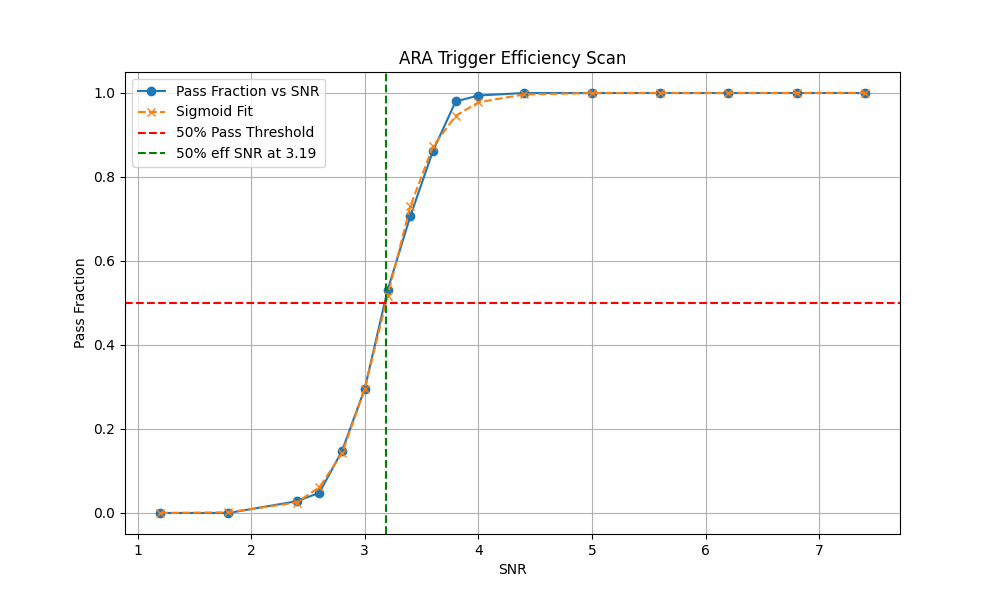 ARA Trigger Efficiency Scan
Pass Fraction vs SNR
Sigmoid Fit
50% Pass Threshold
50% eff SNR at 3.19
Pass Fraction
1.0
0.8
0.6
0.4
0.2
0.0
1 2 3 4 5 6 7
SNR